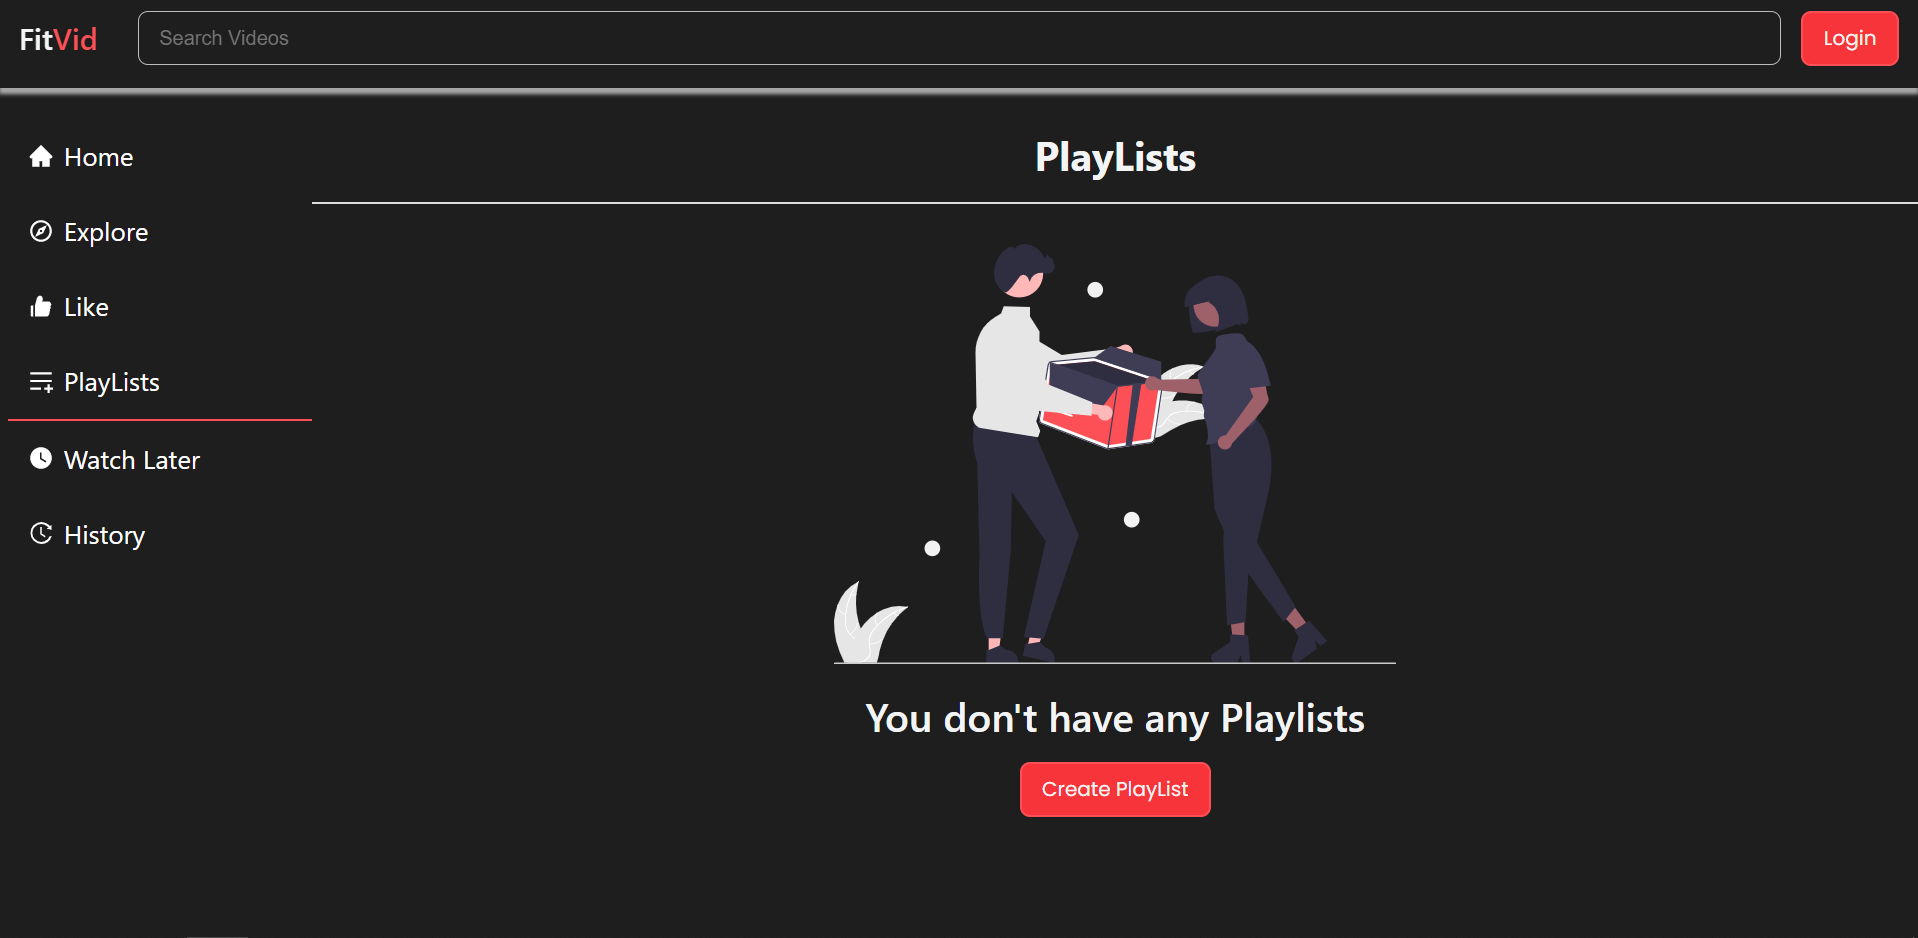 FitVid
Search Videos
Login
Home
Explore
Like
PlayLists
Watch Later
History
PlayLists
You don't have any Playlists
Create PlayList